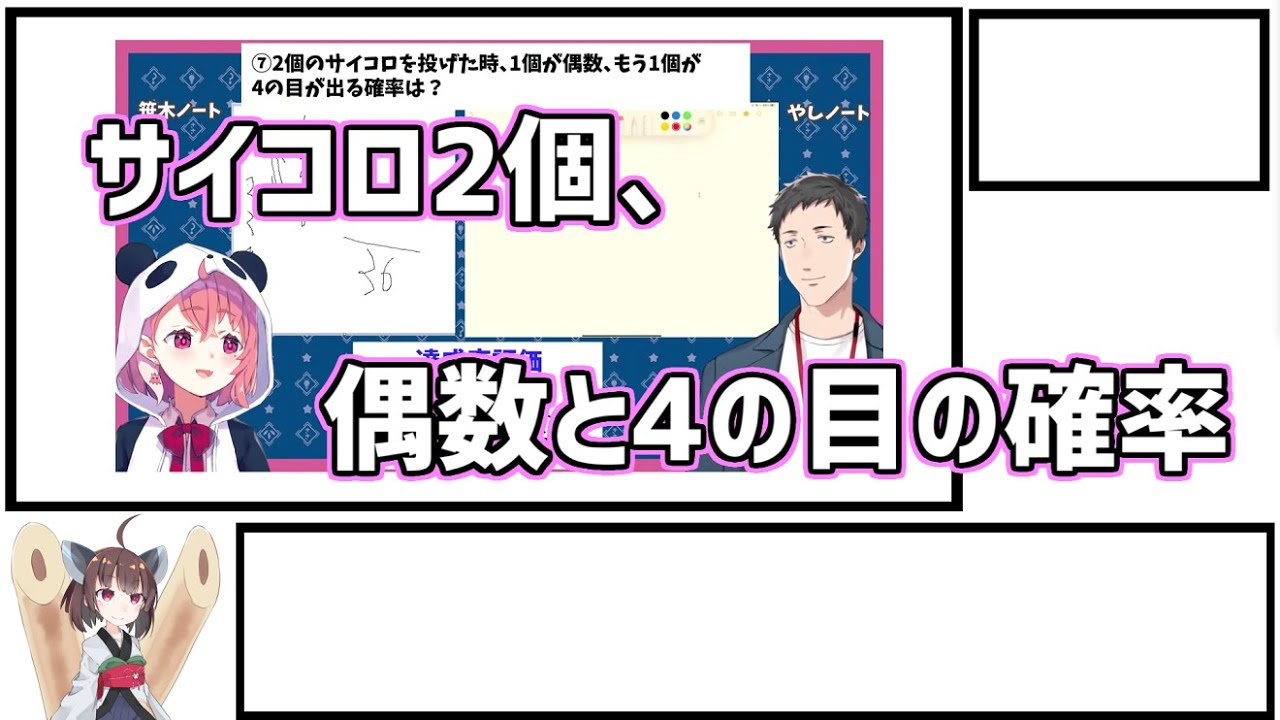 ⑦2個のサイコロを投げた時、1個が偶数、もう1個が
4の目が出る確率は？
笹木ノート
やしノート
サイコロ2個、
36
偶数と4の目の確率